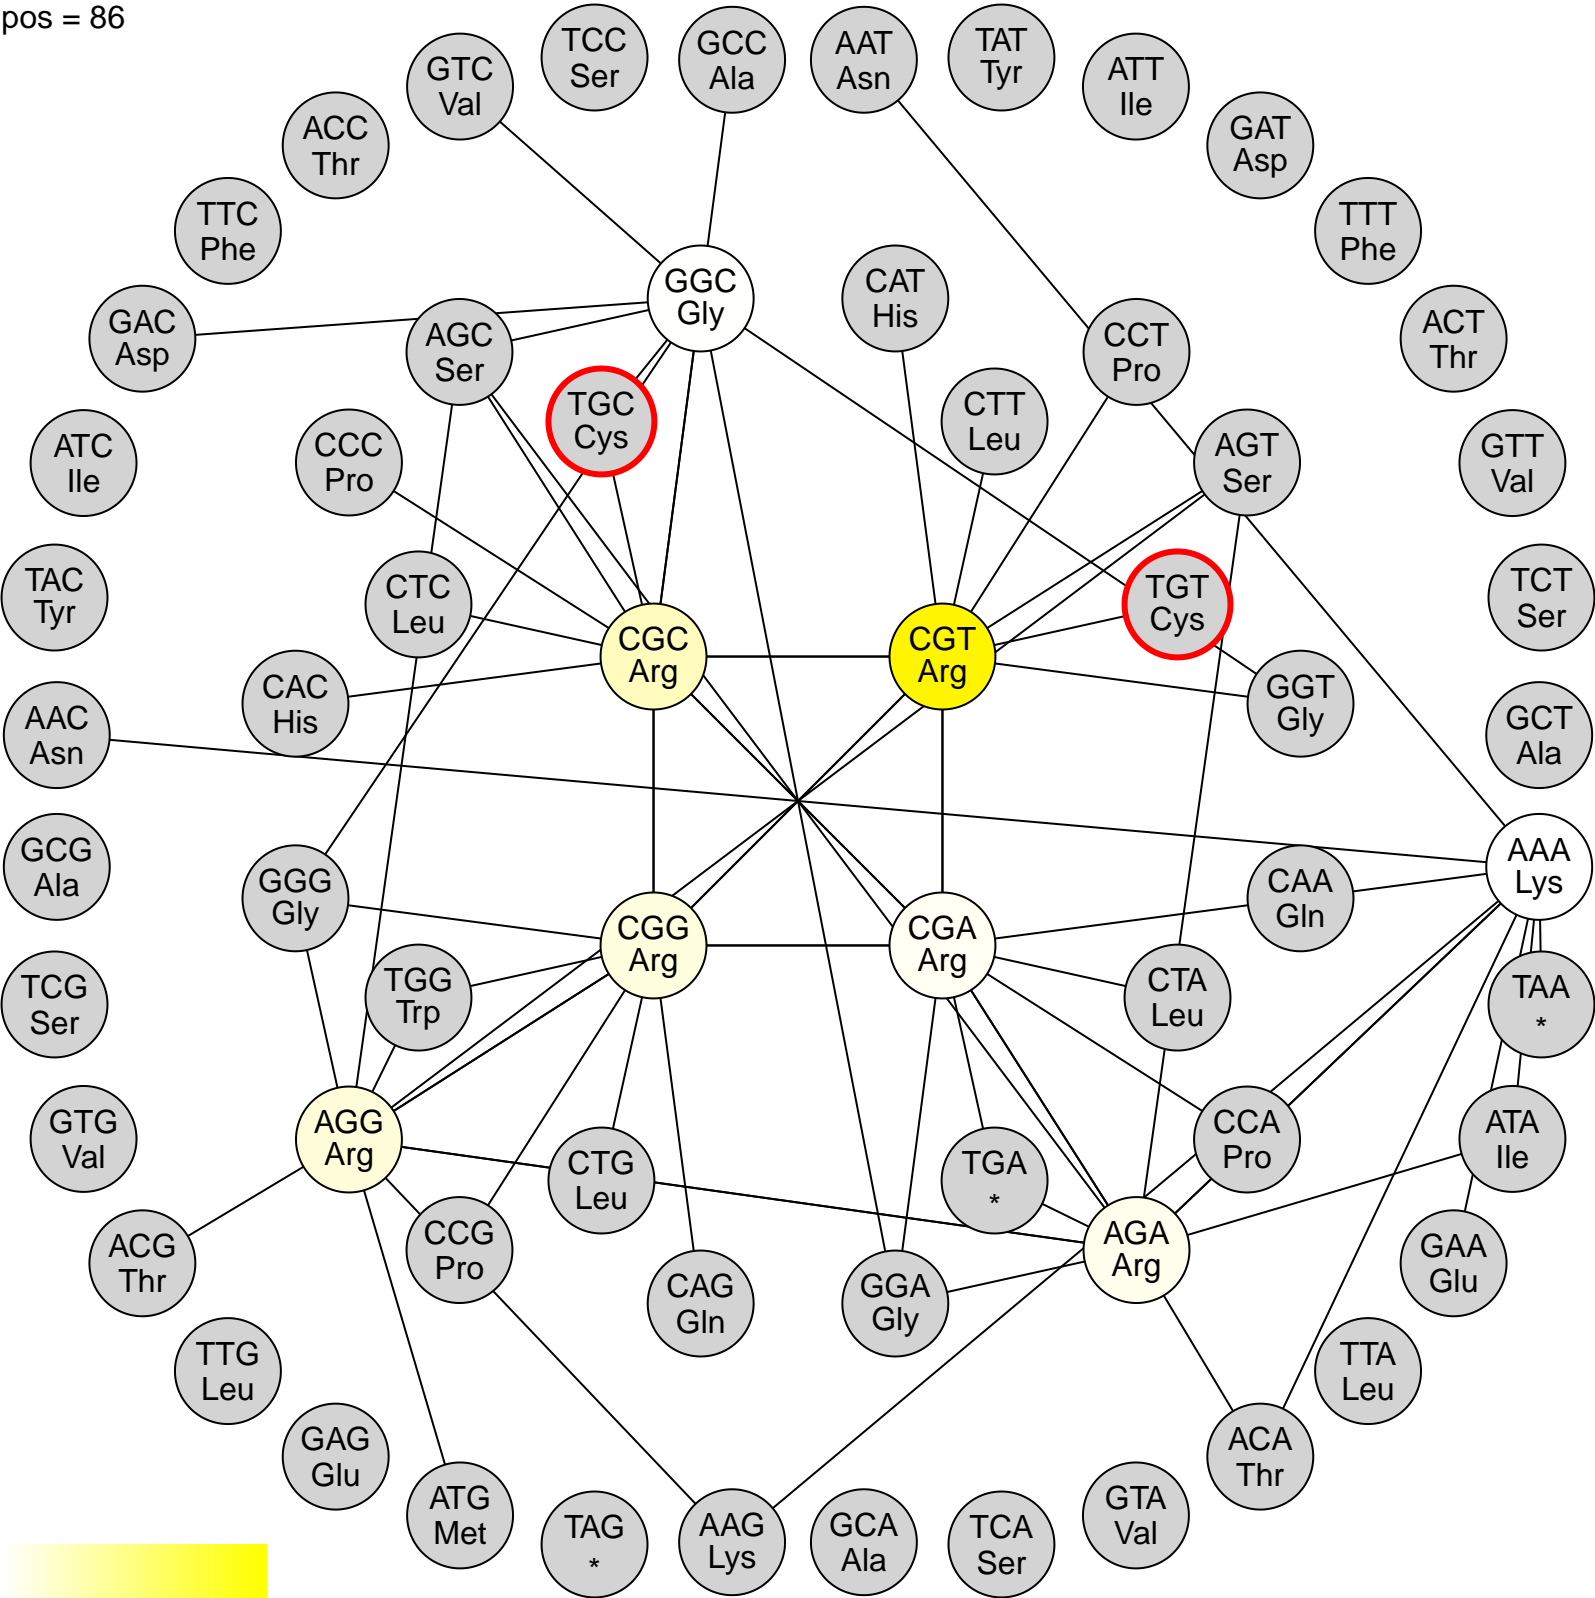 pos = 86
TCC
Ser
GCC
Ala
AAT
Asn
TAT
Tyr
GTC
Val
ATT
Ile
ACC
Thr
GAT
Asp
TTC
Phe
TTT
Phe
GGC
Gly
CAT
His
GAC
Asp
AGC
Ser
CCT
Pro
ACT
Thr
TGC
Cys
CTT
Leu
ATC
Ile
CCC
Pro
AGT
Ser
GTT
Val
TAC
Tyr
CTC
Leu
TGT
Cys
TCT
Ser
CGC
Arg
CGT
Arg
CAC
His
GGT
Gly
AAC
Asn
GCT
Ala
GCG
Ala
GGG
Gly
CAA
Gln
AAA
Lys
CGG
Arg
CGA
Arg
TCG
Ser
TGG
Trp
CTA
Leu
TAA
*
GTG
Val
AGG
Arg
CCA
Pro
ATA
Ile
CTG
Leu
TGA
*
ACG
Thr
CCG
Pro
AGA
Arg
GAA
Glu
CAG
Gln
GGA
Gly
TTG
Leu
TTA
Leu
GAG
Glu
ACA
Thr
ATG
Met
GTA
Val
TAG
*
AAG
Lys
GCA
Ala
TCA
Ser